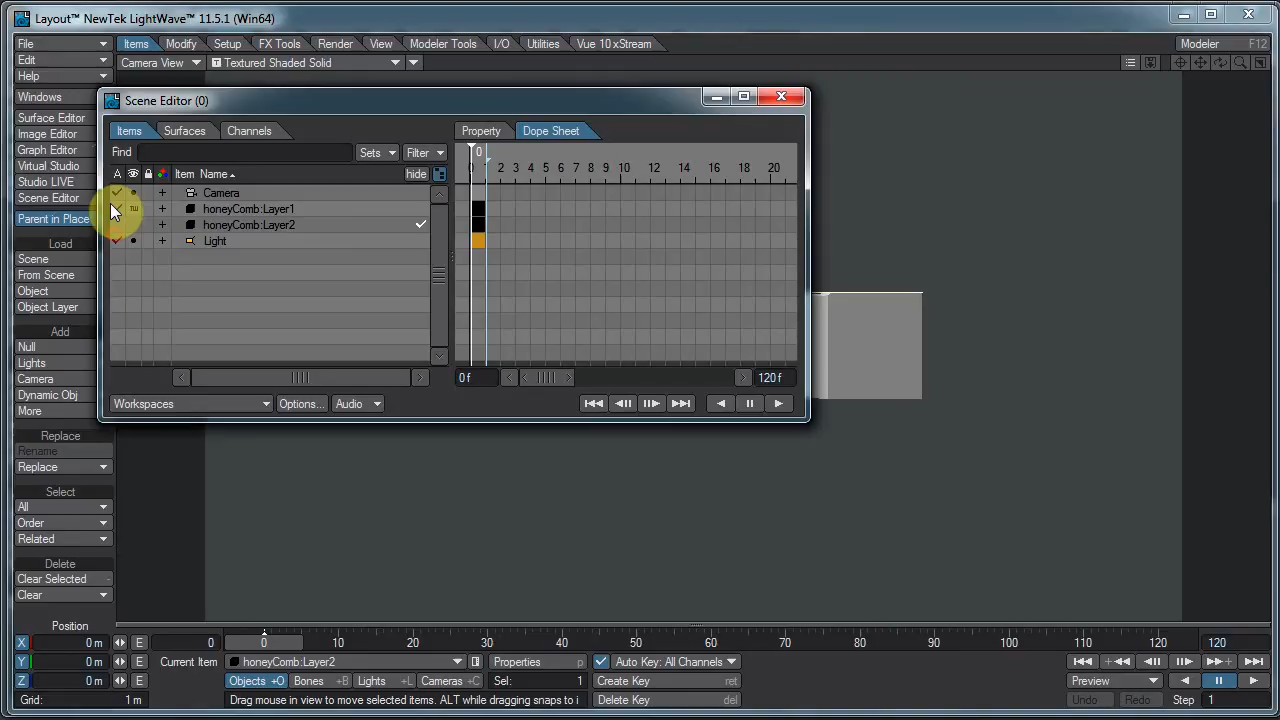 Layout™ NewTek LightWave™ 11.5.1 (Win64)
File Items Modify Setup FX Tools Render View Modeler Tools I/O Utilities Vue 10 xStream Modeler F12
Edit Camera View Textured Shaded Solid
Help
Windows
Surface Editor
Image Editor
Graph Editor
Virtual Studio
Studio LIVE
Scene Editor
Parent in Place
Load
Scene
From Scene
Object
Object Layer
Add
Null
Lights
Camera
Dynamic Obj
More
Replace
Rename
Replace
Select
All
Order
Related
Delete
Clear Selected -
Clear
Scene Editor (0)
Items Surfaces Channels Property Dope Sheet
Find Sets Filter
A Item Name hide
Camera
honeyComb:Layer1
honeyComb:Layer2
Light
0
0 1 2 3 4 5 6 7 8 9 10 12 14 16 18 20
0 f 120 f
Workspaces Options... Audio
Position
X 0 m E 0 0 10 20 30 40 50 60 70 80 90 100 110 120 120
Y 0 m E Current Item honeyComb:Layer2 Properties p Auto Key: All Channels
Z 0 m E Objects +O Bones +B Lights +L Cameras +C Sel: 1 Create Key ret Preview
Grid: 1 m Drag mouse in view to move selected items. ALT while dragging snaps to i Delete Key del Undo Redo Step 1